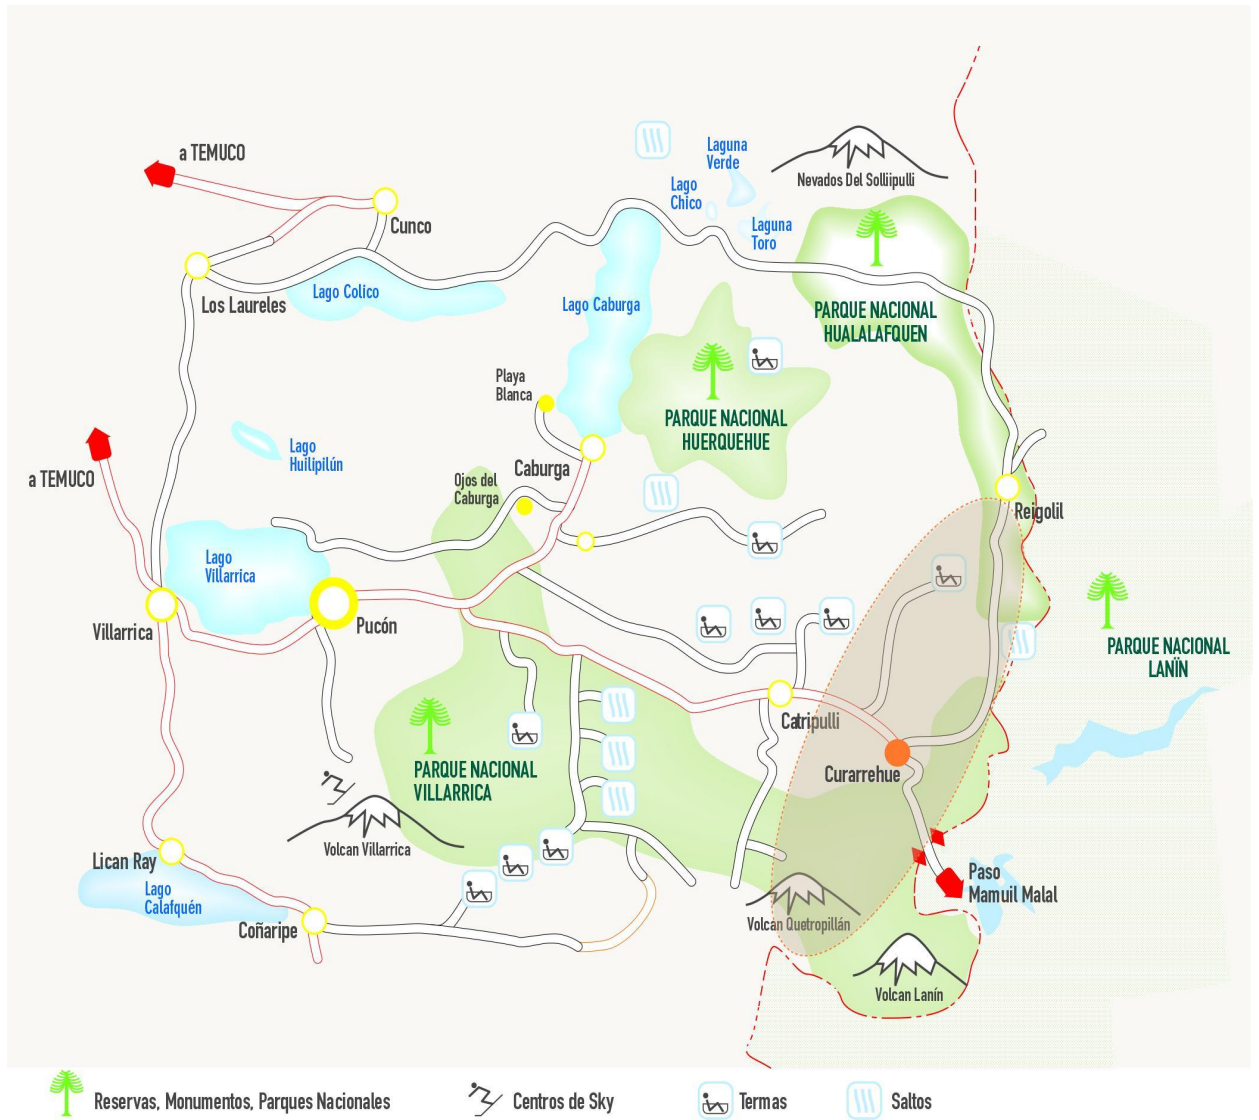 a TEMUCO
Cunco
Los Laureles
Lago Colico
Laguna
Verde
Lago
Chico
Laguna
Toro
Nevados Del Solliipulli
PARQUE NACIONAL
HUALALAFQUEN
Lago Caburga
Playa
Blanca
PARQUE NACIONAL
HUERQUEHUE
Lago
Huilipilún
a TEMUCO
Caburga
Ojos del
Caburga
Reigolil
Lago
Villarrica
Villarrica
Pucón
PARQUE NACIONAL
LANÏN
Catripulli
Curarrehue
PARQUE NACIONAL
VILLARRICA
Volcan Villarrica
Lican Ray
Lago
Calafquén
Coñaripe
Paso
Mamuil Malal
Volcán Quetropillán
Volcan Lanín
Reservas, Monumentos, Parques Nacionales
Centros de Sky
Termas
Saltos